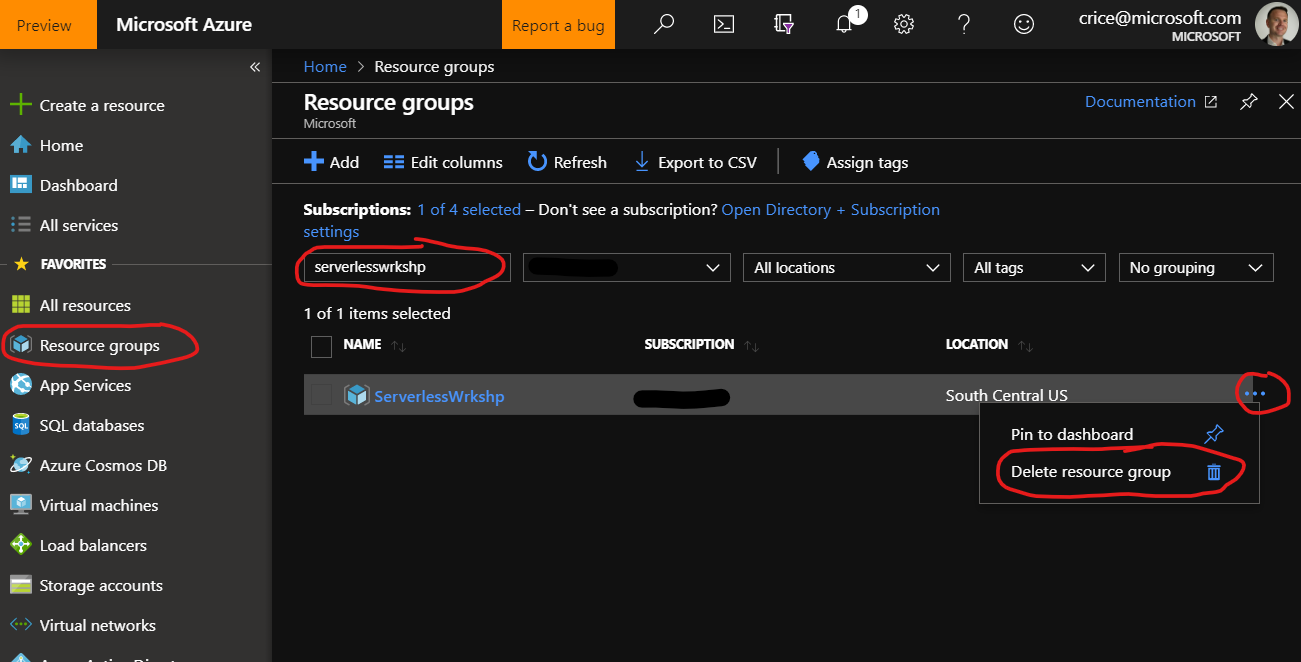 Preview
Microsoft Azure
Report a bug
1
crice@microsoft.com
MICROSOFT
Create a resource
Home
Dashboard
All services
FAVORITES
All resources
Resource groups
App Services
SQL databases
Azure Cosmos DB
Virtual machines
Load balancers
Storage accounts
Virtual networks
Home > Resource groups
Resource groups
Microsoft
Documentation
Add
Edit columns
Refresh
Export to CSV
Assign tags
Subscriptions: 1 of 4 selected – Don't see a subscription? Open Directory + Subscription
settings
serverlesswrkshp
All locations
All tags
No grouping
1 of 1 items selected
NAME
SUBSCRIPTION
LOCATION
ServerlessWrkshp
South Central US
Pin to dashboard
Delete resource group